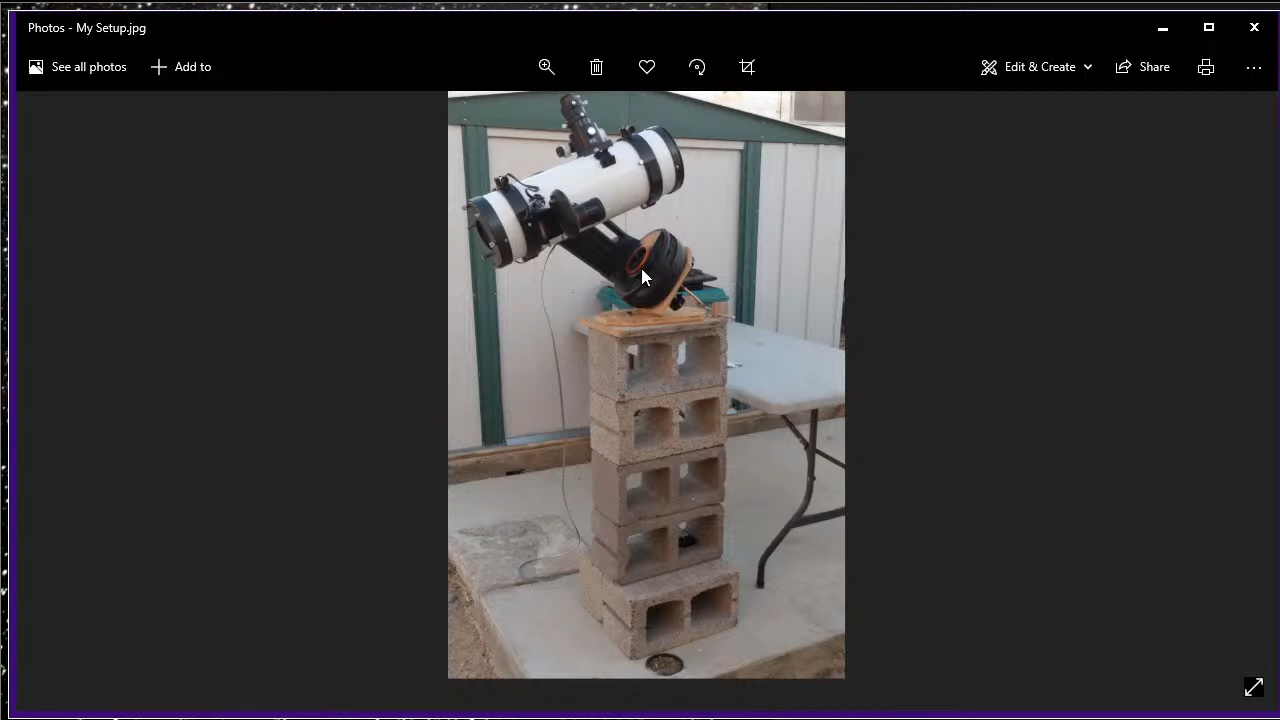 Photos - My Setup.jpg
See all photos
Add to
Edit & Create
Share